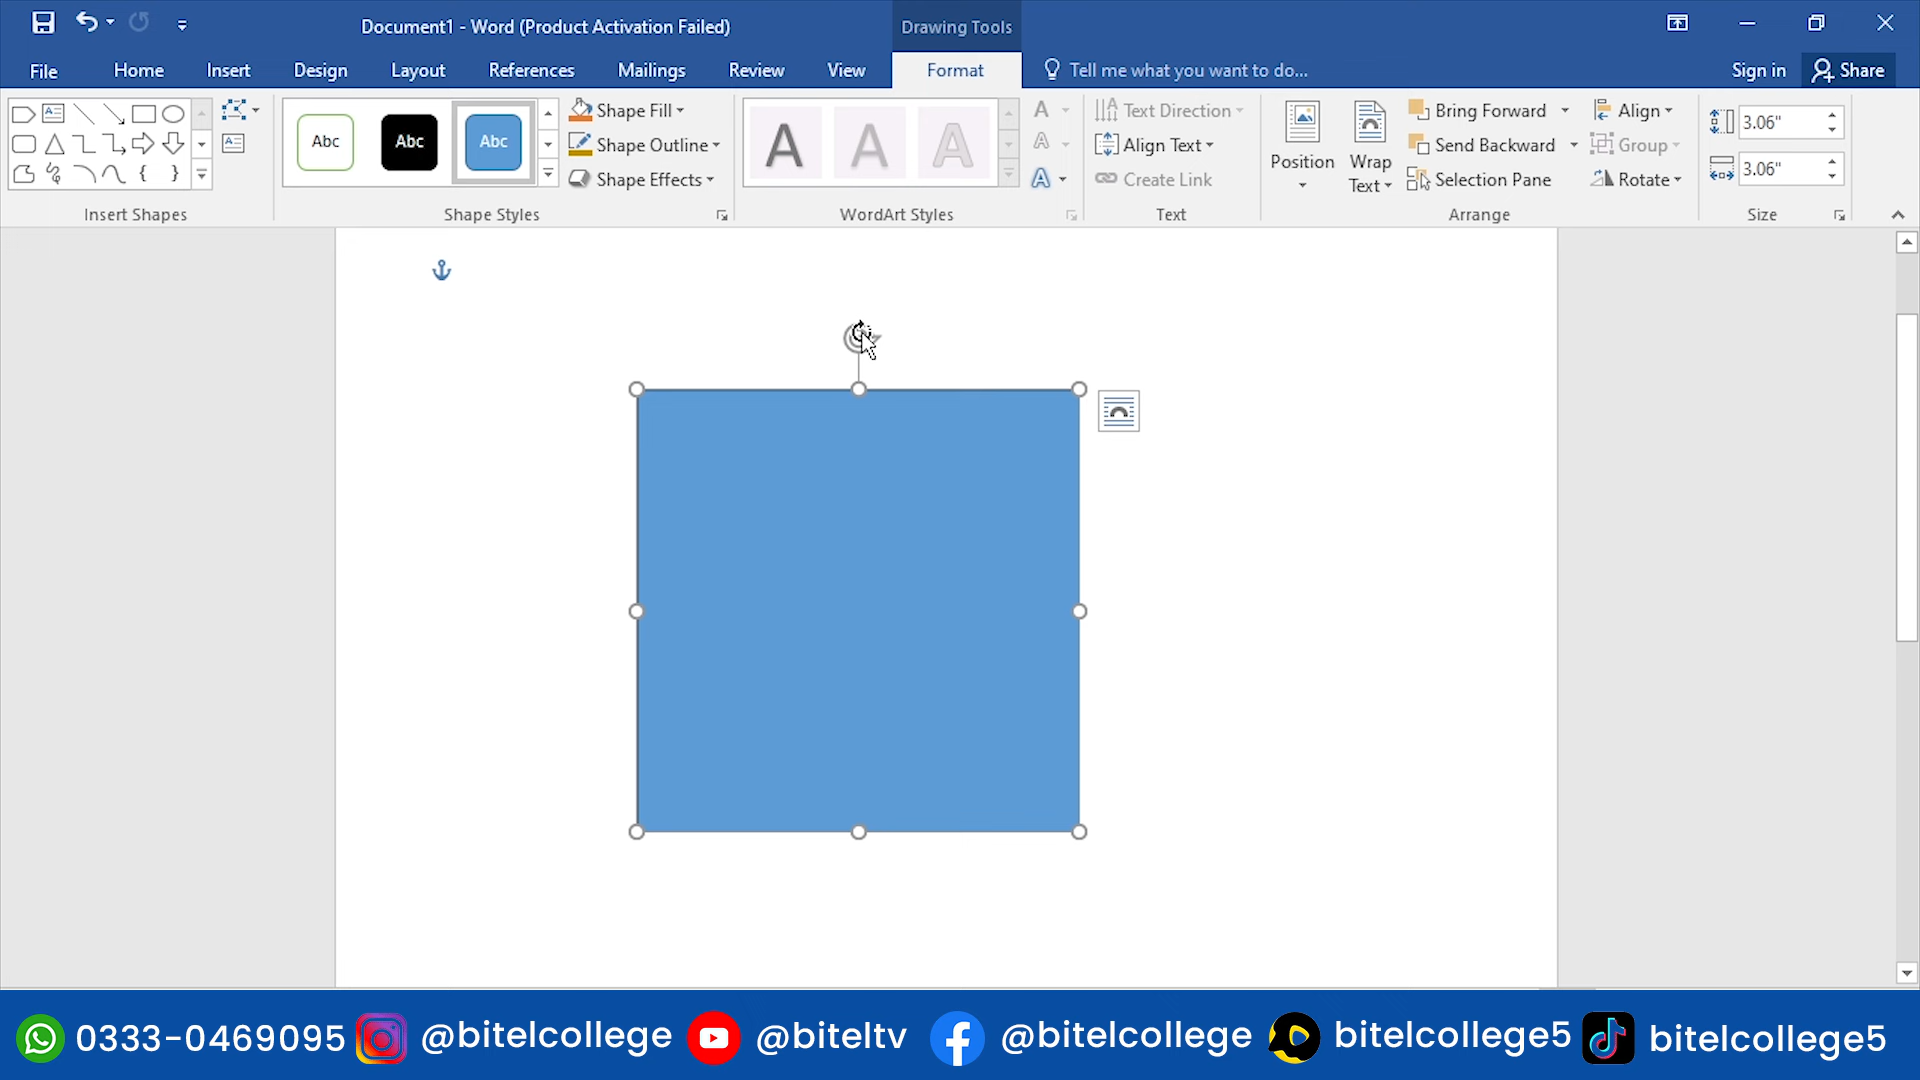 Document1 - Word (Product Activation Failed)
Drawing Tools
File Home Insert Design Layout References Mailings Review View Format Tell me what you want to do... Sign in Share
Abc Abc Abc
Shape Fill
Shape Outline
Shape Effects
A A A
A
A
A
Text Direction
Align Text
Create Link
Position
Wrap
Text
Bring Forward
Send Backward
Selection Pane
Align
Group
Rotate
3.06"
3.06"
Insert Shapes Shape Styles WordArt Styles Text Arrange Size
0333-0469095 @bitelcollege @biteltv @bitelcollege bitelcollege5 bitelcollege5